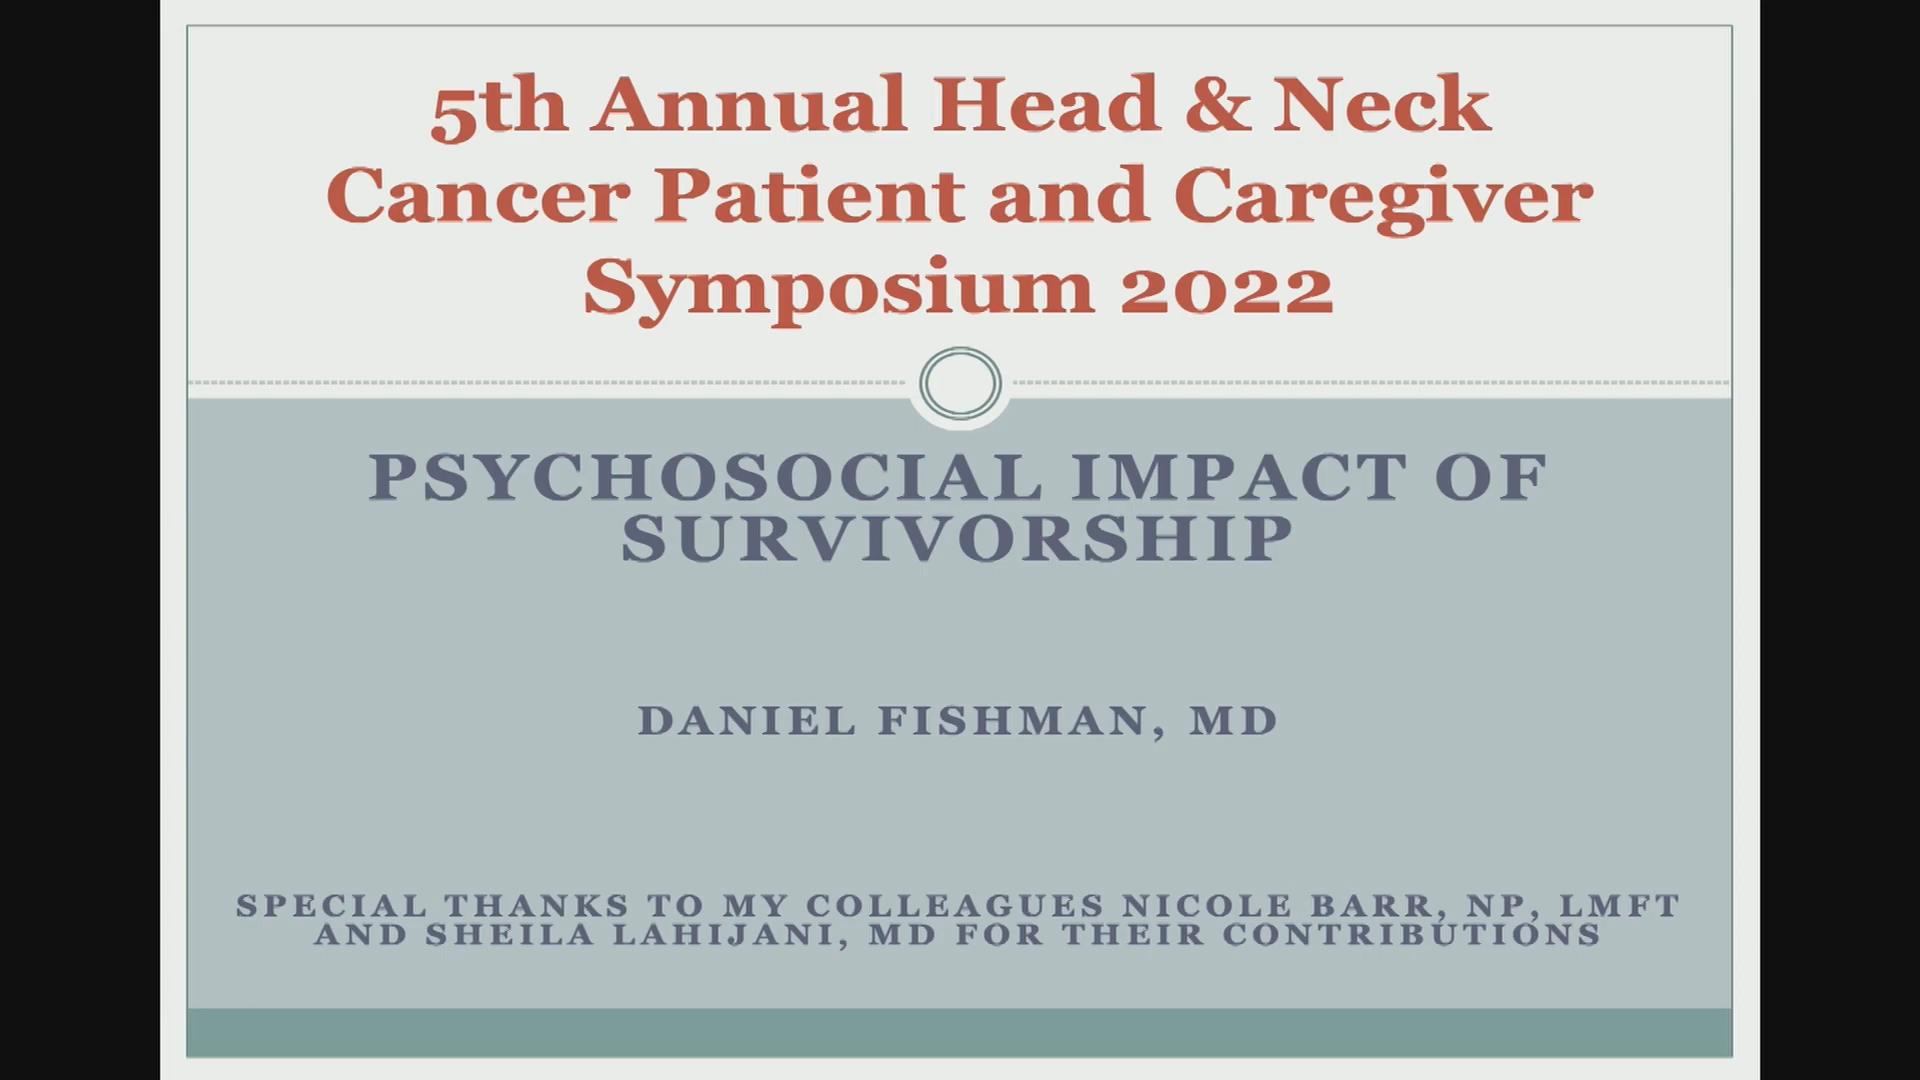 5th Annual Head & Neck
Cancer Patient and Caregiver
Symposium 2022
PSYCHOSOCIAL IMPACT OF
SURVIVORSHIP
DANIEL FISHMAN, MD
SPECIAL THANKS TO MY COLLEAGUES NICOLE BARR, NP, LMFT
AND SHEILA LAHIJANI, MD FOR THEIR CONTRIBUTIONS